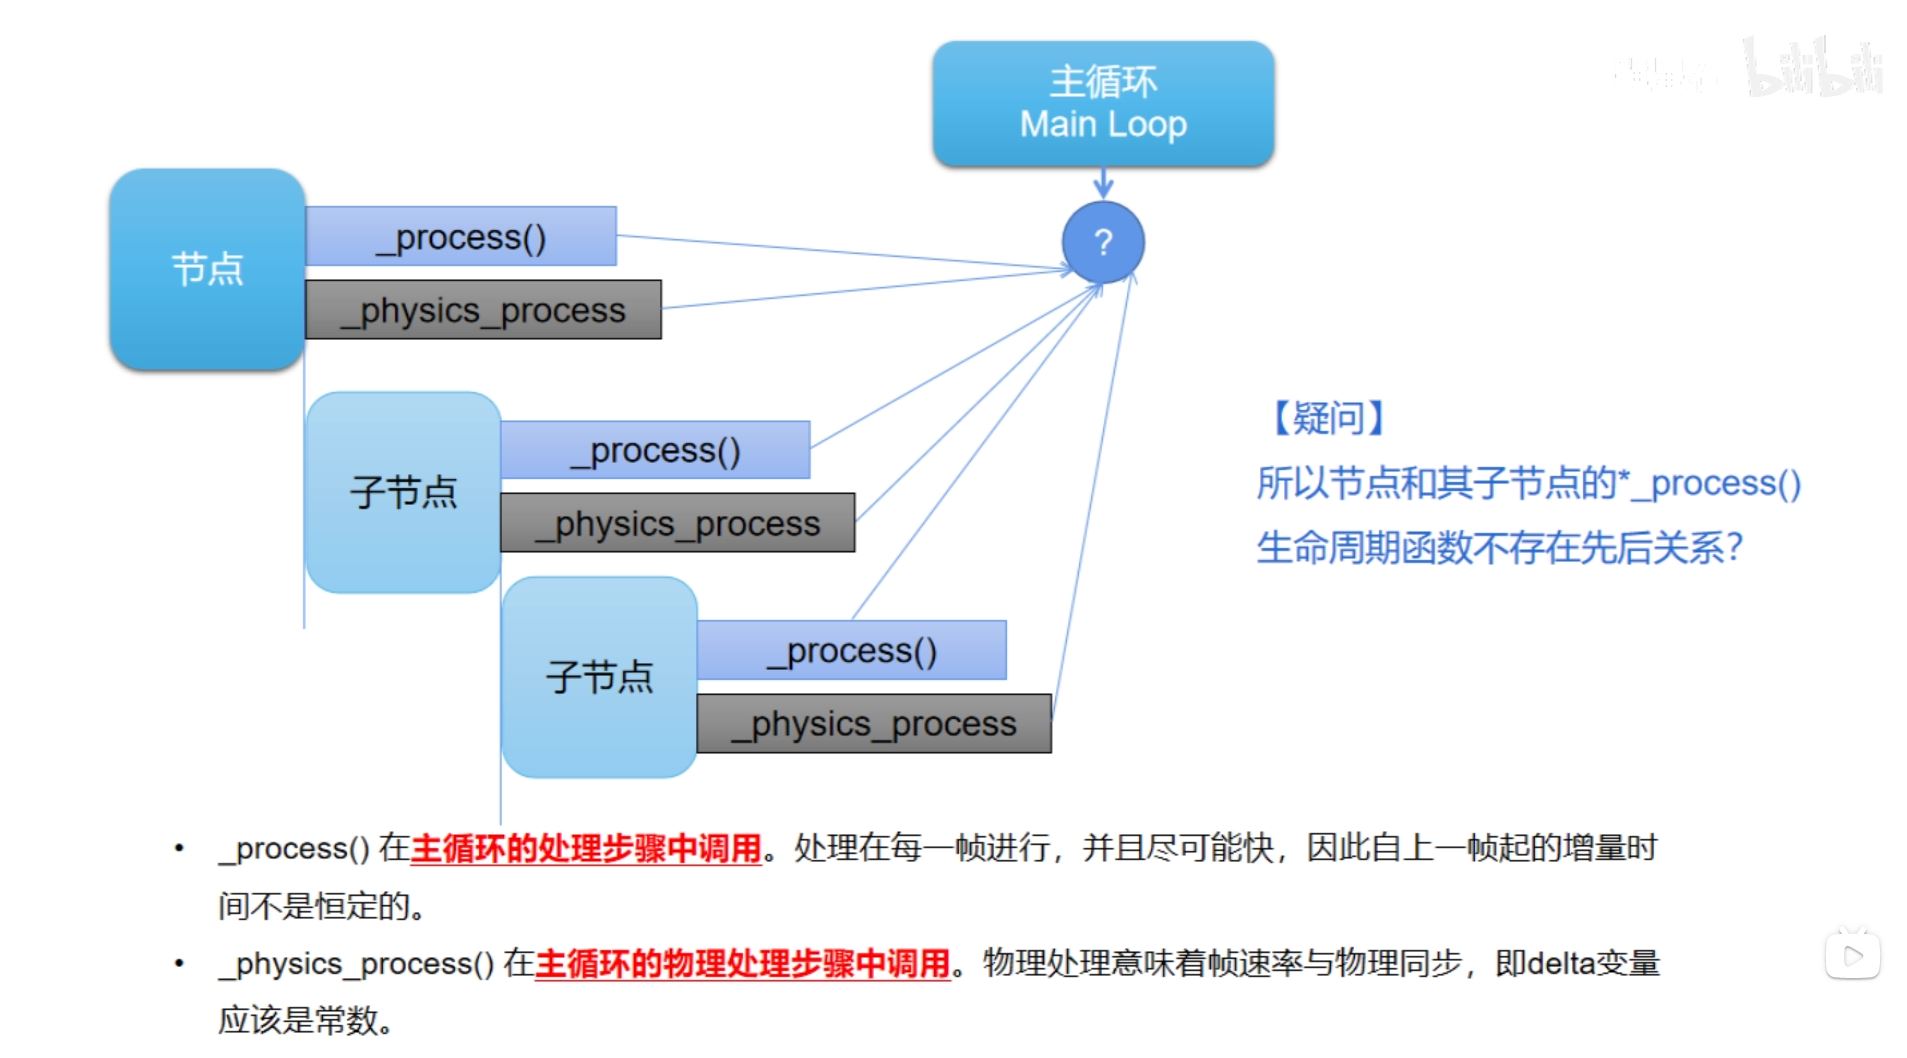 主循环
Main Loop
bilibili
?
节点
_process()
_physics_process
子节点
_process()
_physics_process
子节点
_process()
_physics_process
【疑问】
所以节点和其子节点的*_process()
生命周期函数不存在先后关系?
• _process() 在主循环的处理步骤中调用。处理在每一帧进行，并且尽可能快，因此自上一帧起的增量时
间不是恒定的。
• _physics_process() 在主循环的物理处理步骤中调用。物理处理意味着帧速率与物理同步，即delta变量
应该是常数。